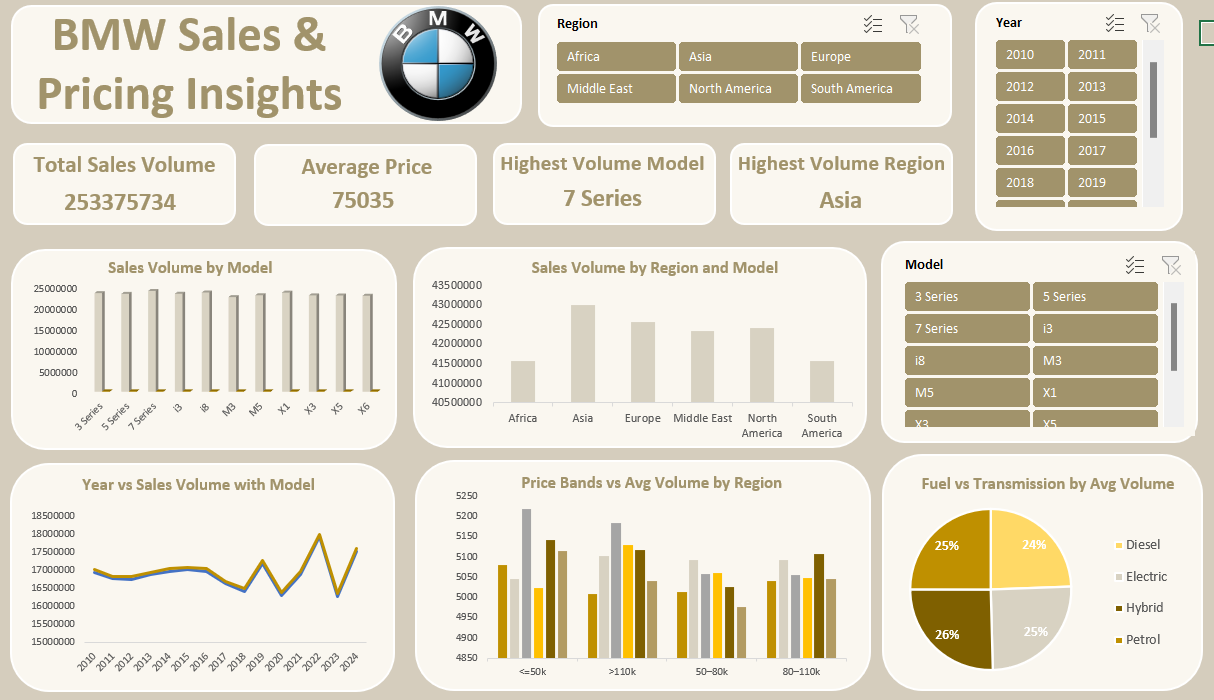 BMW Sales &
Pricing Insights
B M W
Region
Africa
Asia
Europe
Middle East
North America
South America
Year
2010
2011
2012
2013
2014
2015
2016
2017
2018
2019
Total Sales Volume
253375734
Average Price
75035
Highest Volume Model
7 Series
Highest Volume Region
Asia
Sales Volume by Model
25000000
20000000
15000000
10000000
5000000
0
3 Series
5 Series
7 Series
i3
i8
M3
M5
X1
X3
X5
X6
Sales Volume by Region and Model
43500000
43000000
42500000
42000000
41500000
41000000
40500000
Africa
Asia
Europe
Middle East
North
America
South
America
Model
3 Series
5 Series
7 Series
i3
i8
M3
M5
X1
X3
X5
Year vs Sales Volume with Model
18500000
18000000
17500000
17000000
16500000
16000000
15500000
15000000
2010
2011
2012
2013
2014
2015
2016
2017
2018
2019
2020
2021
2022
2023
2024
Price Bands vs Avg Volume by Region
5250
5200
5150
5100
5050
5000
4950
4900
4850
<=50k
>110k
50–80k
80–110k
Fuel vs Transmission by Avg Volume
25%
24%
26%
25%
Diesel
Electric
Hybrid
Petrol